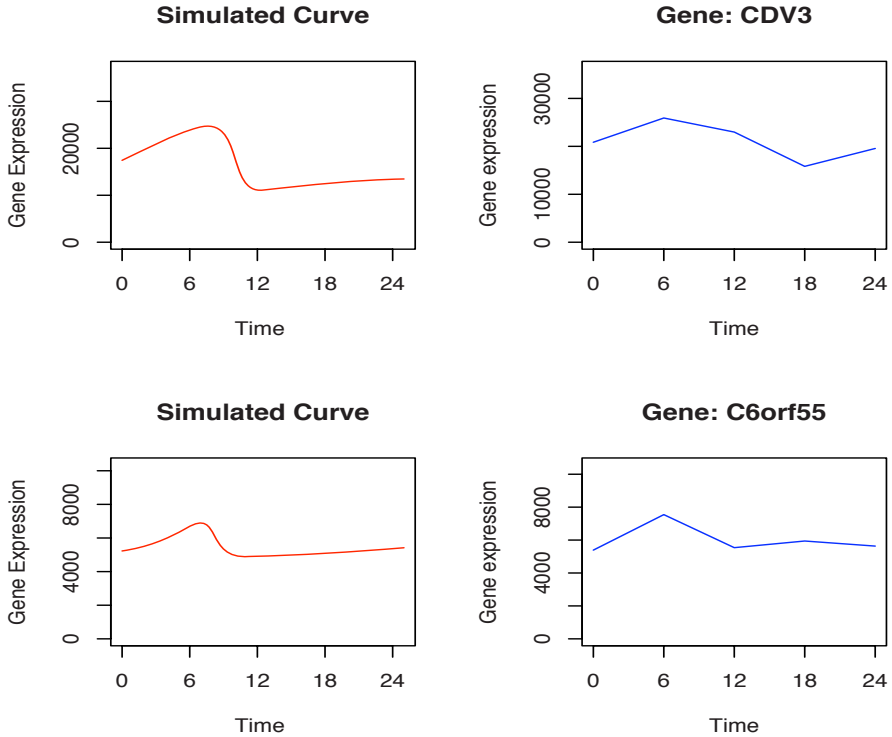 Simulated Curve
Gene Expression
20000
0
0 6 12 18 24
Time
Gene: CDV3
Gene expression
30000
10000
0
0 6 12 18 24
Time
Simulated Curve
Gene Expression
8000
4000
0
0 6 12 18 24
Time
Gene: C6orf55
Gene expression
8000
4000
0
0 6 12 18 24
Time